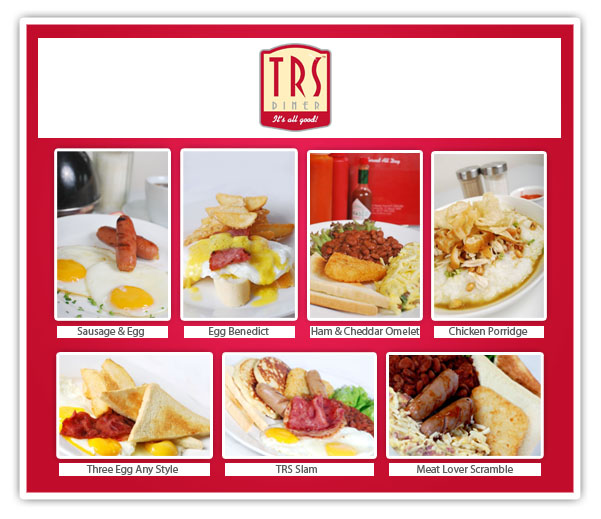 TRS
DINER
It's all good!
Sausage & Egg
Egg Benedict
Ham & Cheddar Omelet
Chicken Porridge
Three Egg Any Style
TRS Slam
Meat Lover Scramble